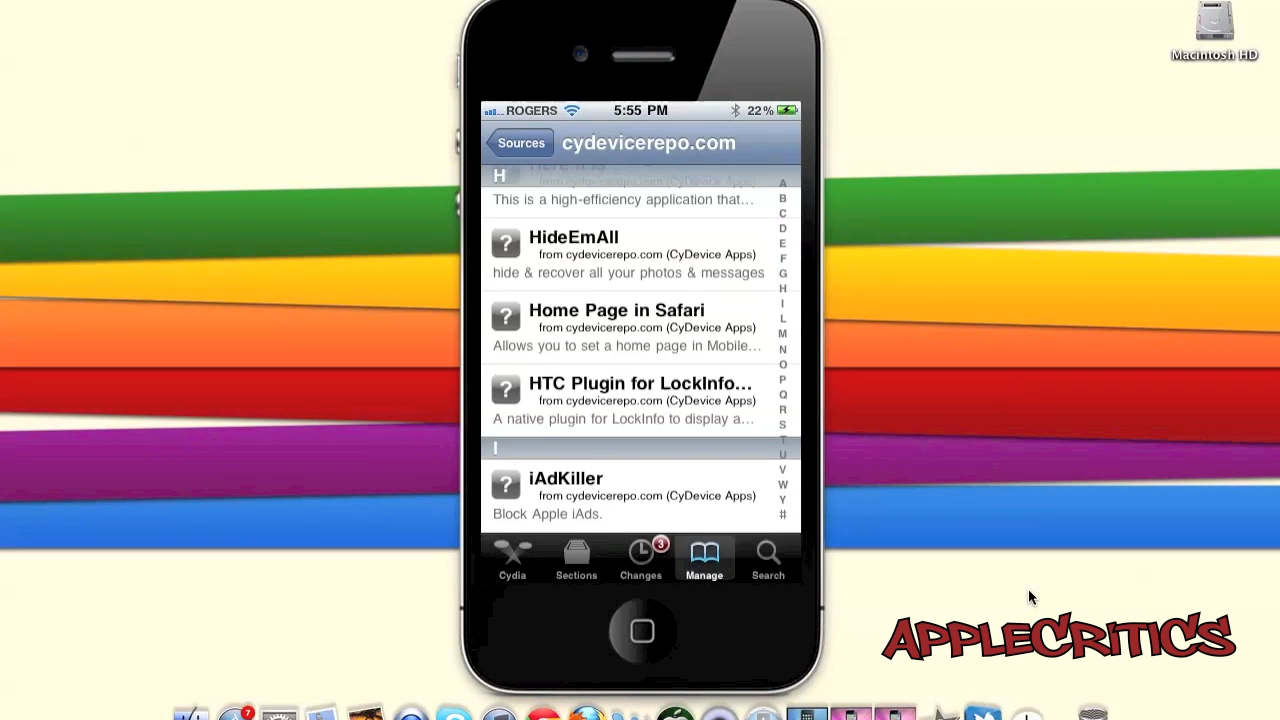 Macintosh HD
ROGERS 5:55 PM 22%
Sources cydevicerepo.com
H
This is a high-efficiency application that…
? HideEmAll
from cydevicerepo.com (CyDevice Apps)
hide & recover all your photos & messages
? Home Page in Safari
from cydevicerepo.com (CyDevice Apps)
Allows you to set a home page in Mobile…
? HTC Plugin for LockInfo…
from cydevicerepo.com (CyDevice Apps)
A native plugin for LockInfo to display a…
I
? iAdKiller
from cydevicerepo.com (CyDevice Apps)
Block Apple iAds.
A
B
C
D
E
F
G
H
I
L
M
N
O
P
Q
R
S
T
U
V
W
Y
#
3
Cydia Sections Changes Manage Search
APPLECRITICS
7